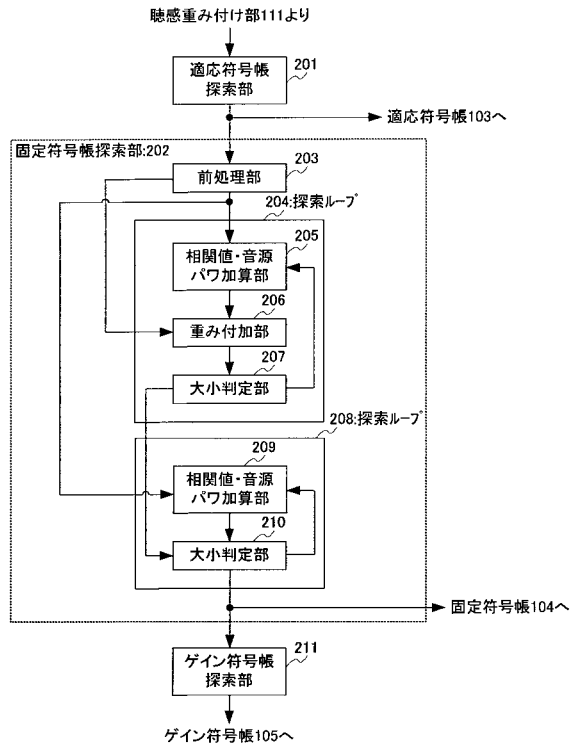 聴感重み付け部111より
適応符号帳
探索部
201
適応符号帳103へ
固定符号帳探索部:202
203
前処理部
204:探索ループ
205
相関値・音源
パワ加算部
206
重み付加部
207
大小判定部
208:探索ループ
209
相関値・音源
パワ加算部
210
大小判定部
固定符号帳104へ
211
ゲイン符号帳
探索部
ゲイン符号帳105へ